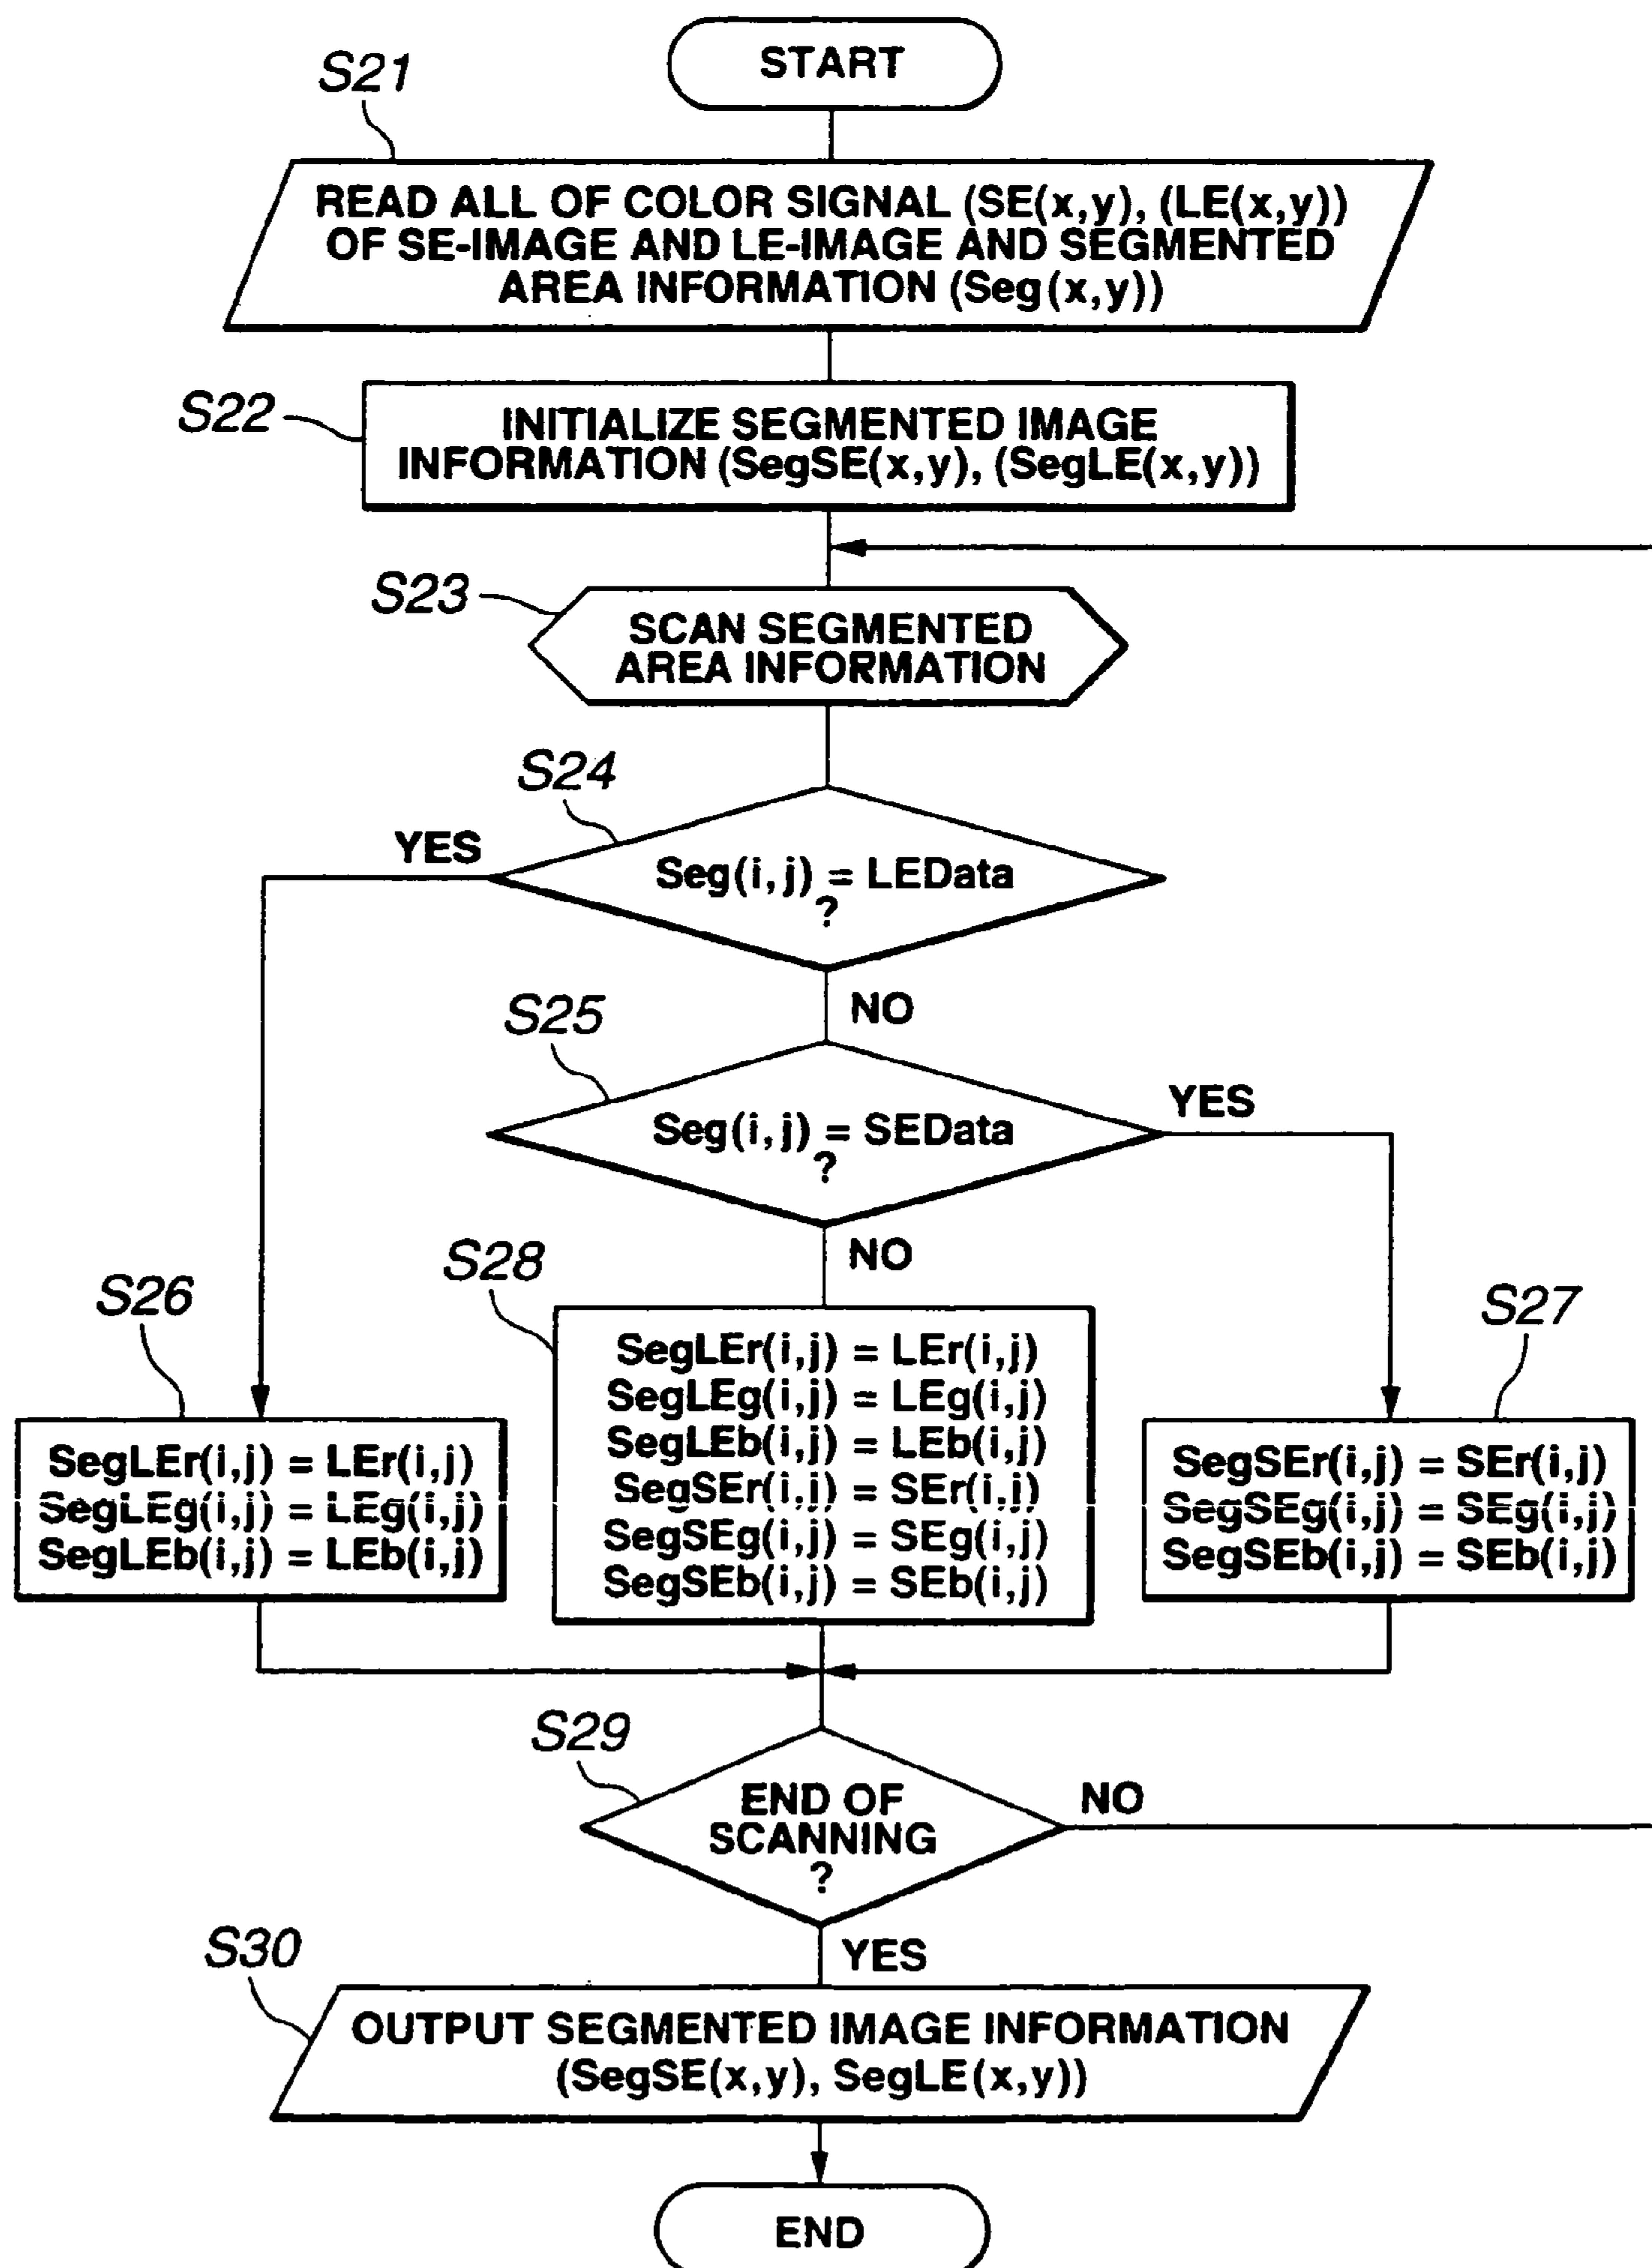 START
S21
READ ALL OF COLOR SIGNAL (SE(x,y), (LE(x,y))
OF SE-IMAGE AND LE-IMAGE AND SEGMENTED
AREA INFORMATION (Seg(x,y))
S22
INITIALIZE SEGMENTED IMAGE
INFORMATION (SegSE(x,y), (SegLE(x,y))
S23
SCAN SEGMENTED
AREA INFORMATION
S24
YES
Seg(i,j) = LEData
?
NO
S25
YES
Seg(i,j) = SEData
?
NO
S26
SegLEr(i,j) = LEr(i,j)
SegLEg(i,j) = LEg(i,j)
SegLEb(i,j) = LEb(i,j)
S28
SegLEr(i,j) = LEr(i,j)
SegLEg(i,j) = LEg(i,j)
SegLEb(i,j) = LEb(i,j)
SegSEr(i,j) = SEr(i,j)
SegSEg(i,j) = SEg(i,j)
SegSEb(i,j) = SEb(i,j)
S27
SegSEr(i,j) = SEr(i,j)
SegSEg(i,j) = SEg(i,j)
SegSEb(i,j) = SEb(i,j)
S29
END OF
SCANNING
?
NO
YES
S30
OUTPUT SEGMENTED IMAGE INFORMATION
(SegSE(x,y), SegLE(x,y))
END